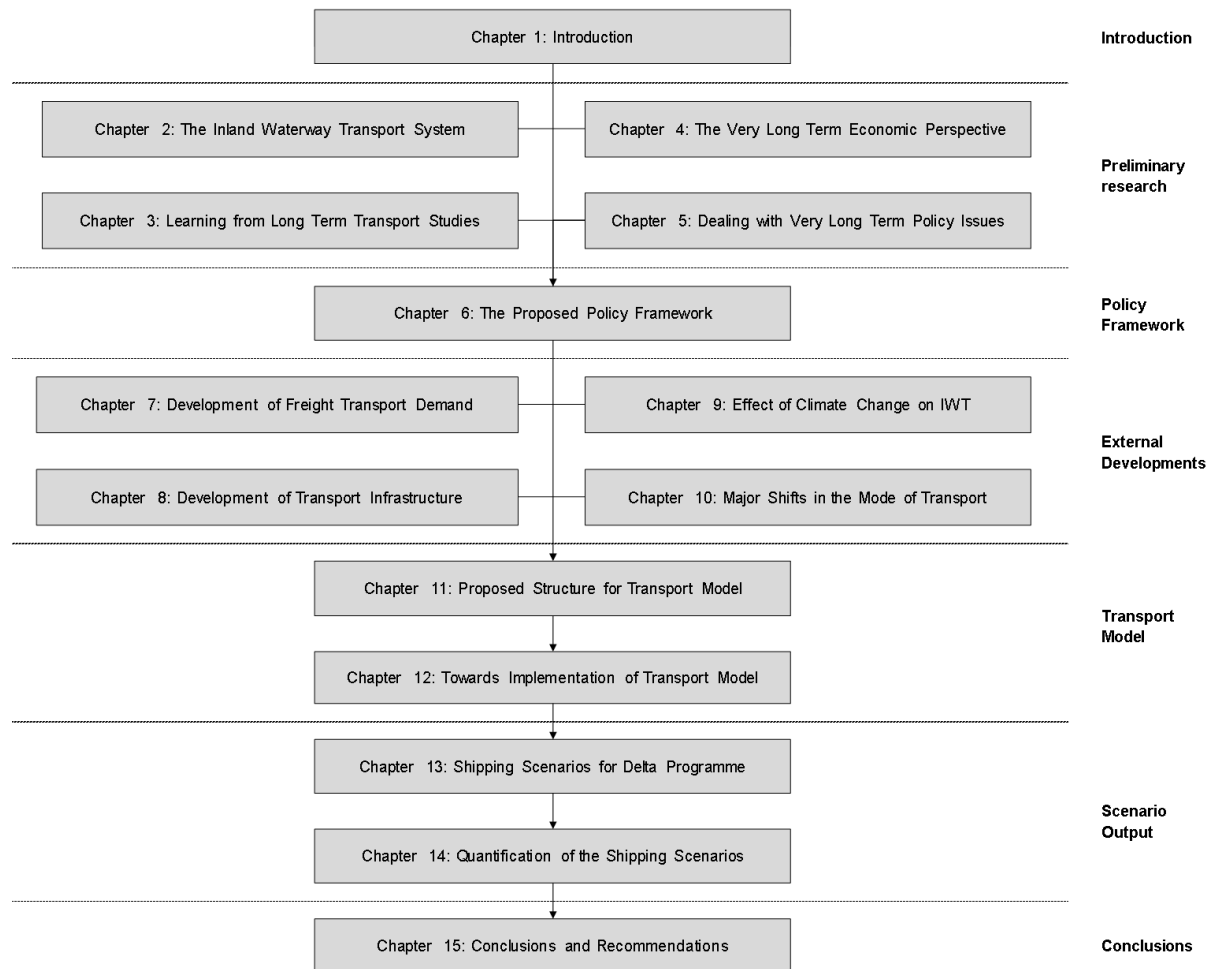 Chapter 1: Introduction
Introduction
Chapter 2: The Inland Waterway Transport System
Chapter 4: The Very Long Term Economic Perspective
Preliminary
research
Chapter 3: Learning from Long Term Transport Studies
Chapter 5: Dealing with Very Long Term Policy Issues
Chapter 6: The Proposed Policy Framework
Policy
Framework
Chapter 7: Development of Freight Transport Demand
Chapter 9: Effect of Climate Change on IWT
External
Developments
Chapter 8: Development of Transport Infrastructure
Chapter 10: Major Shifts in the Mode of Transport
Chapter 11: Proposed Structure for Transport Model
Transport
Model
Chapter 12: Towards Implementation of Transport Model
Chapter 13: Shipping Scenarios for Delta Programme
Scenario
Output
Chapter 14: Quantification of the Shipping Scenarios
Chapter 15: Conclusions and Recommendations
Conclusions